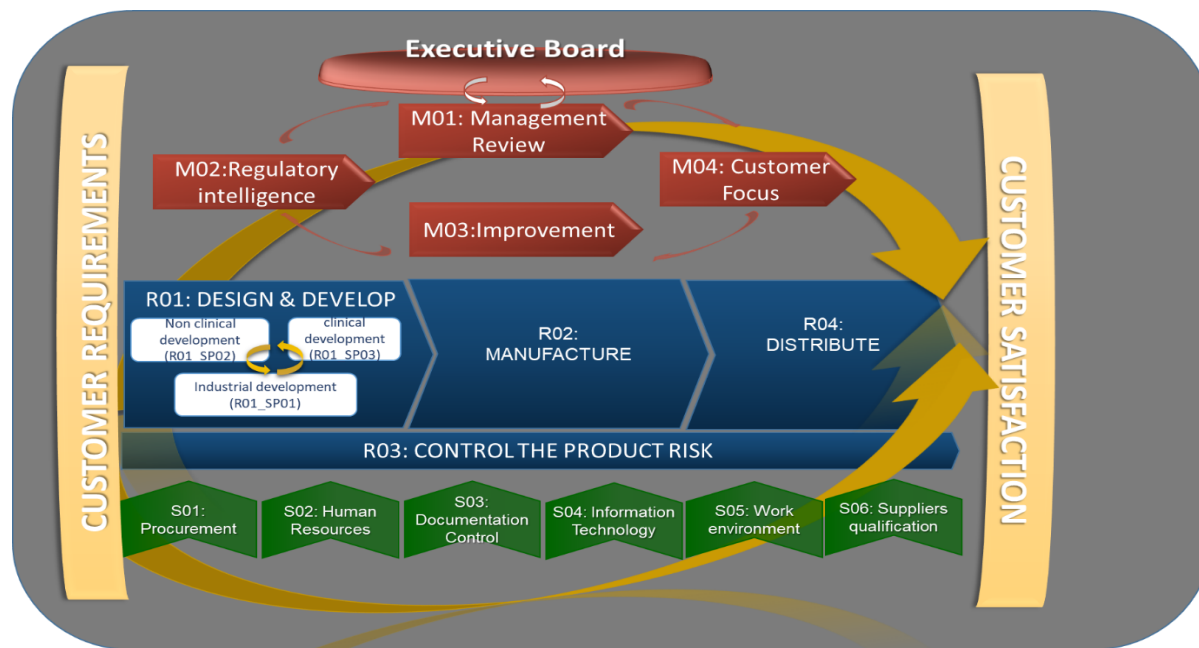 Executive Board
CUSTOMER REQUIREMENTS
M01: Management
Review
M02:Regulatory
intelligence
M04: Customer
Focus
M03:Improvement
CUSTOMER SATISFACTION
R01: DESIGN & DEVELOP
Non clinical
development
(R01_SP02)
clinical
development
(R01_SP03)
Industrial development
(R01_SP01)
R02:
MANUFACTURE
R04:
DISTRIBUTE
R03: CONTROL THE PRODUCT RISK
S01:
Procurement
S02: Human
Resources
S03:
Documentation
Control
S04: Information
Technology
S05: Work
environment
S06: Suppliers
qualification